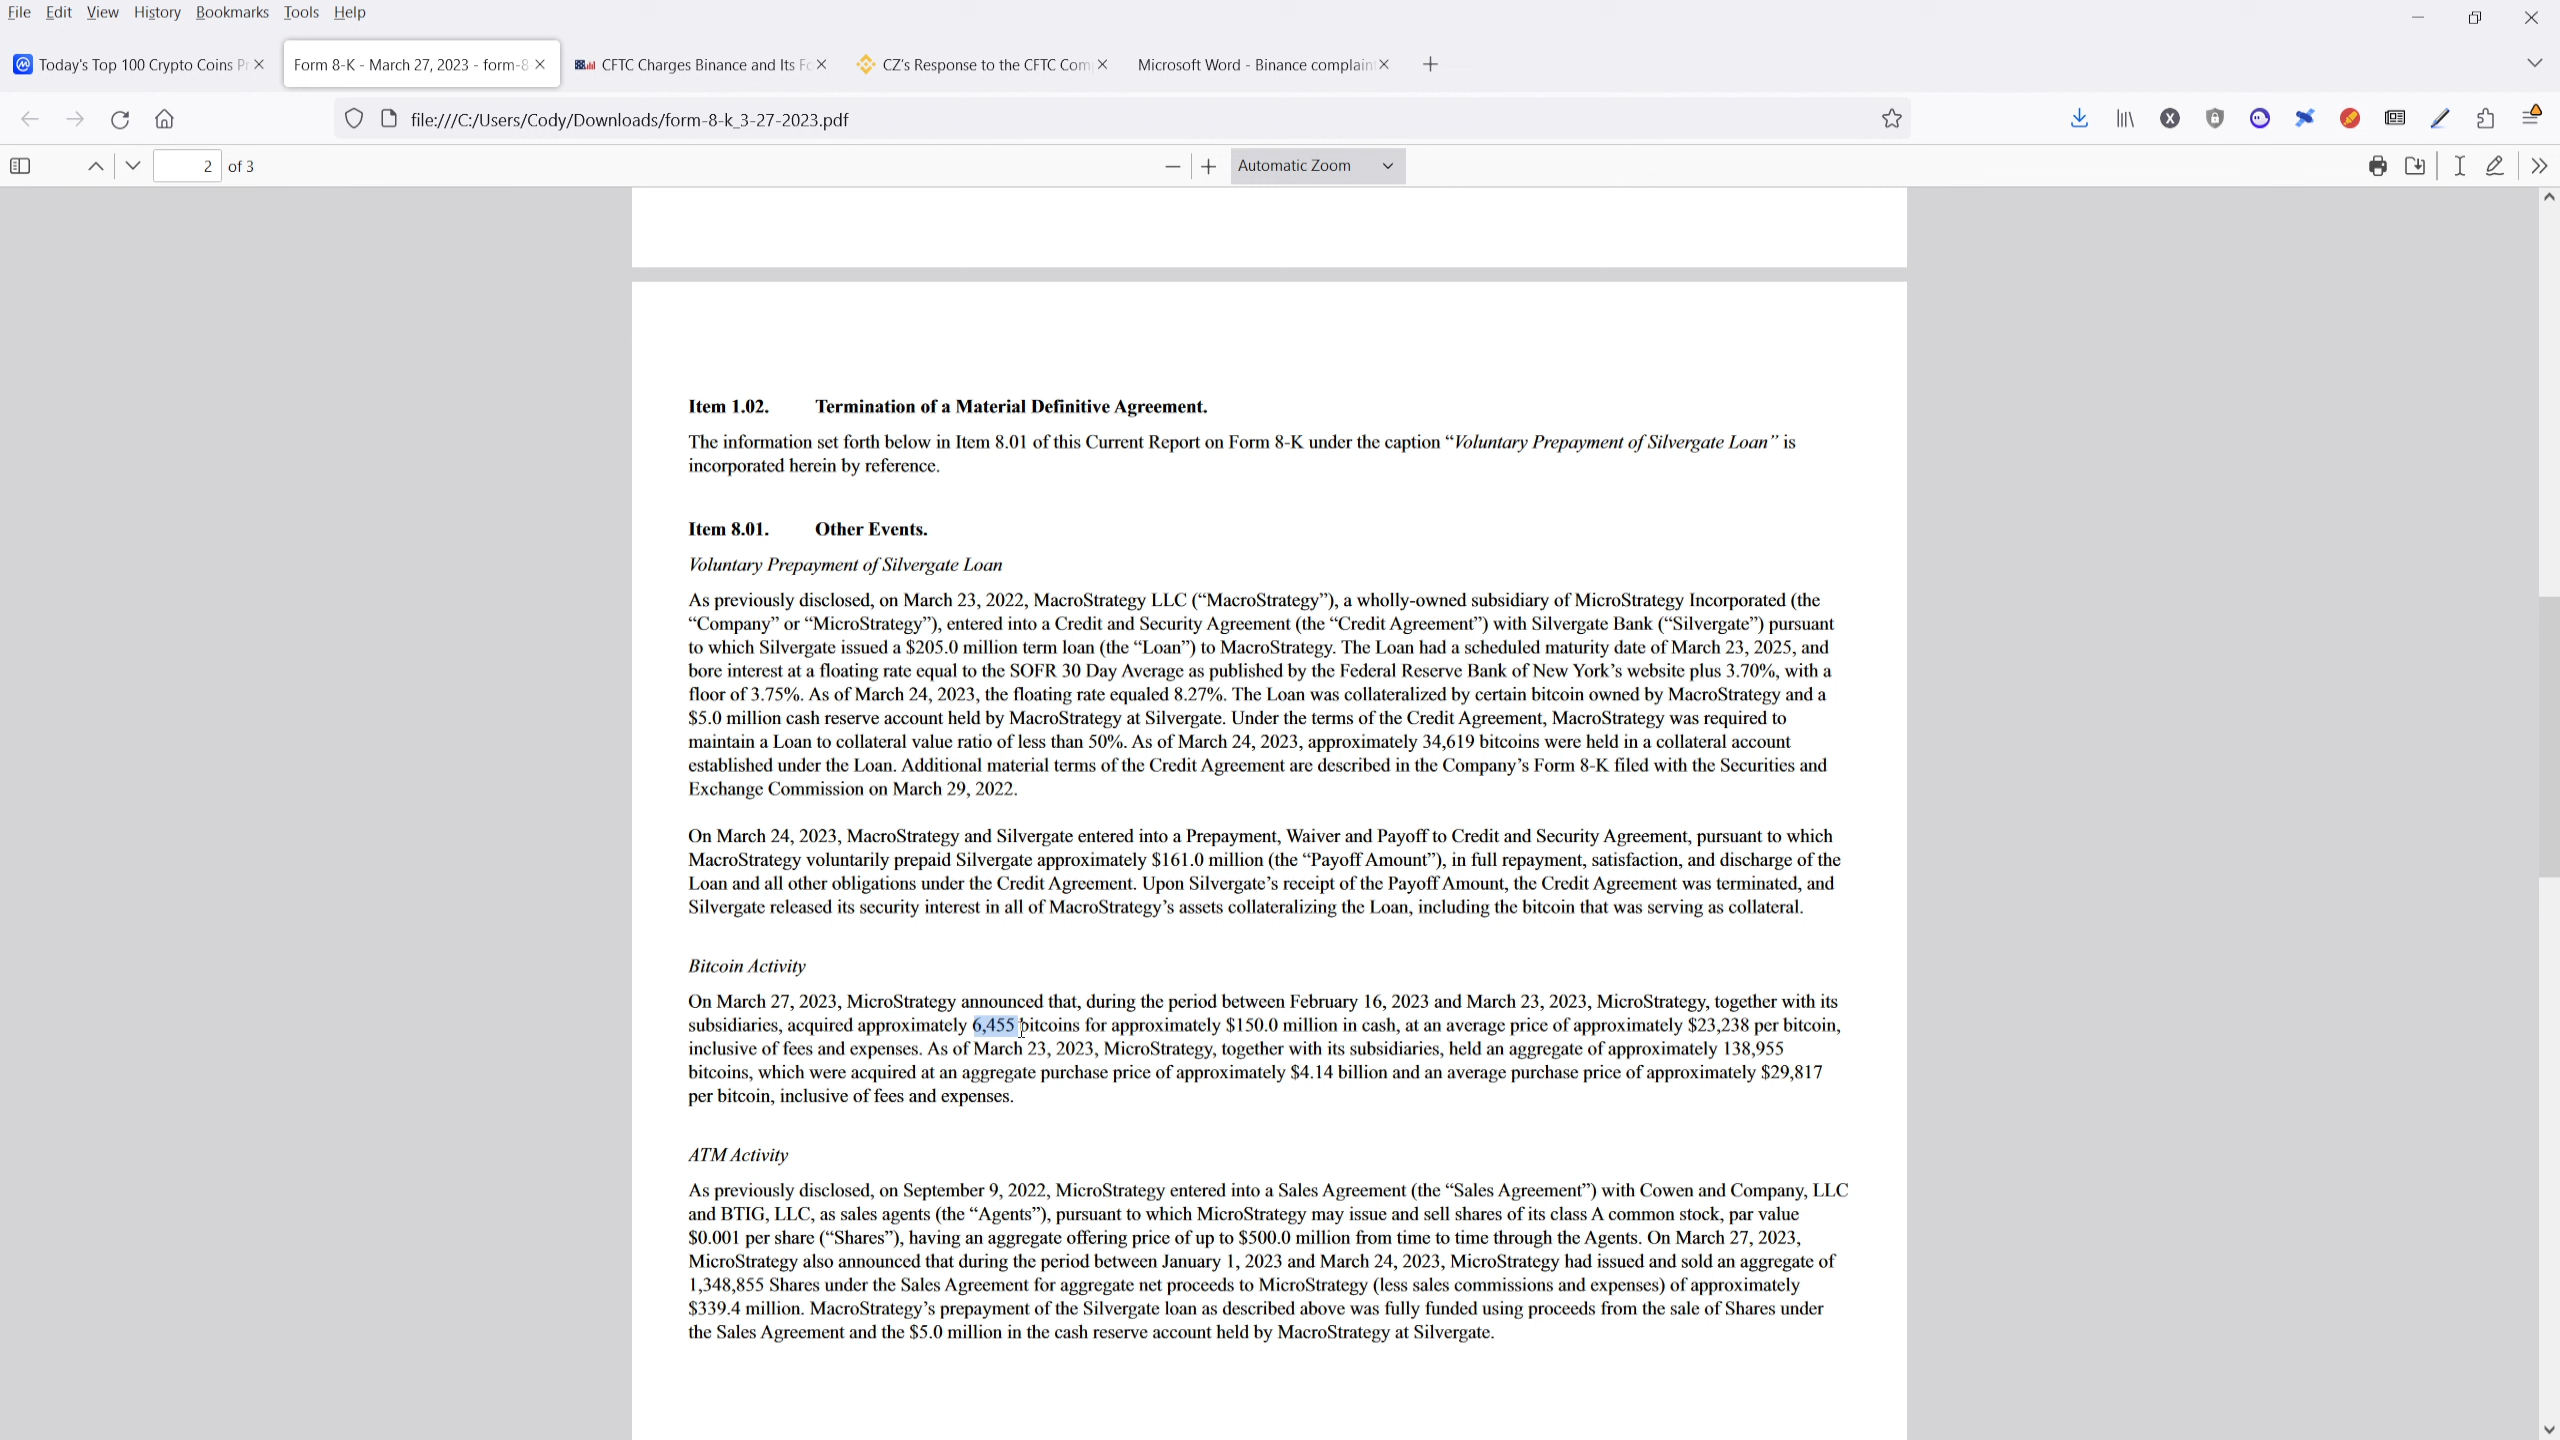 File Edit View History Bookmarks Tools Help
Today's Top 100 Crypto Coins Pr
Form 8-K - March 27, 2023 - form-8
CFTC Charges Binance and Its Fo
CZ's Response to the CFTC Com
Microsoft Word - Binance complain
file:///C:/Users/Cody/Downloads/form-8-k_3-27-2023.pdf
2 of 3
Automatic Zoom
Item 1.02. Termination of a Material Definitive Agreement.
The information set forth below in Item 8.01 of this Current Report on Form 8-K under the caption “Voluntary Prepayment of Silvergate Loan” is
incorporated herein by reference.
Item 8.01. Other Events.
Voluntary Prepayment of Silvergate Loan
As previously disclosed, on March 23, 2022, MacroStrategy LLC (“MacroStrategy”), a wholly-owned subsidiary of MicroStrategy Incorporated (the
“Company” or “MicroStrategy”), entered into a Credit and Security Agreement (the “Credit Agreement”) with Silvergate Bank (“Silvergate”) pursuant
to which Silvergate issued a $205.0 million term loan (the “Loan”) to MacroStrategy. The Loan had a scheduled maturity date of March 23, 2025, and
bore interest at a floating rate equal to the SOFR 30 Day Average as published by the Federal Reserve Bank of New York’s website plus 3.70%, with a
floor of 3.75%. As of March 24, 2023, the floating rate equaled 8.27%. The Loan was collateralized by certain bitcoin owned by MacroStrategy and a
$5.0 million cash reserve account held by MacroStrategy at Silvergate. Under the terms of the Credit Agreement, MacroStrategy was required to
maintain a Loan to collateral value ratio of less than 50%. As of March 24, 2023, approximately 34,619 bitcoins were held in a collateral account
established under the Loan. Additional material terms of the Credit Agreement are described in the Company’s Form 8-K filed with the Securities and
Exchange Commission on March 29, 2022.
On March 24, 2023, MacroStrategy and Silvergate entered into a Prepayment, Waiver and Payoff to Credit and Security Agreement, pursuant to which
MacroStrategy voluntarily prepaid Silvergate approximately $161.0 million (the “Payoff Amount”), in full repayment, satisfaction, and discharge of the
Loan and all other obligations under the Credit Agreement. Upon Silvergate’s receipt of the Payoff Amount, the Credit Agreement was terminated, and
Silvergate released its security interest in all of MacroStrategy’s assets collateralizing the Loan, including the bitcoin that was serving as collateral.
Bitcoin Activity
On March 27, 2023, MicroStrategy announced that, during the period between February 16, 2023 and March 23, 2023, MicroStrategy, together with its
subsidiaries, acquired approximately 6,455 bitcoins for approximately $150.0 million in cash, at an average price of approximately $23,238 per bitcoin,
inclusive of fees and expenses. As of March 23, 2023, MicroStrategy, together with its subsidiaries, held an aggregate of approximately 138,955
bitcoins, which were acquired at an aggregate purchase price of approximately $4.14 billion and an average purchase price of approximately $29,817
per bitcoin, inclusive of fees and expenses.
ATM Activity
As previously disclosed, on September 9, 2022, MicroStrategy entered into a Sales Agreement (the “Sales Agreement”) with Cowen and Company, LLC
and BTIG, LLC, as sales agents (the “Agents”), pursuant to which MicroStrategy may issue and sell shares of its class A common stock, par value
$0.001 per share (“Shares”), having an aggregate offering price of up to $500.0 million from time to time through the Agents. On March 27, 2023,
MicroStrategy also announced that during the period between January 1, 2023 and March 24, 2023, MicroStrategy had issued and sold an aggregate of
1,348,855 Shares under the Sales Agreement for aggregate net proceeds to MicroStrategy (less sales commissions and expenses) of approximately
$339.4 million. MacroStrategy’s prepayment of the Silvergate loan as described above was fully funded using proceeds from the sale of Shares under
the Sales Agreement and the $5.0 million in the cash reserve account held by MacroStrategy at Silvergate.